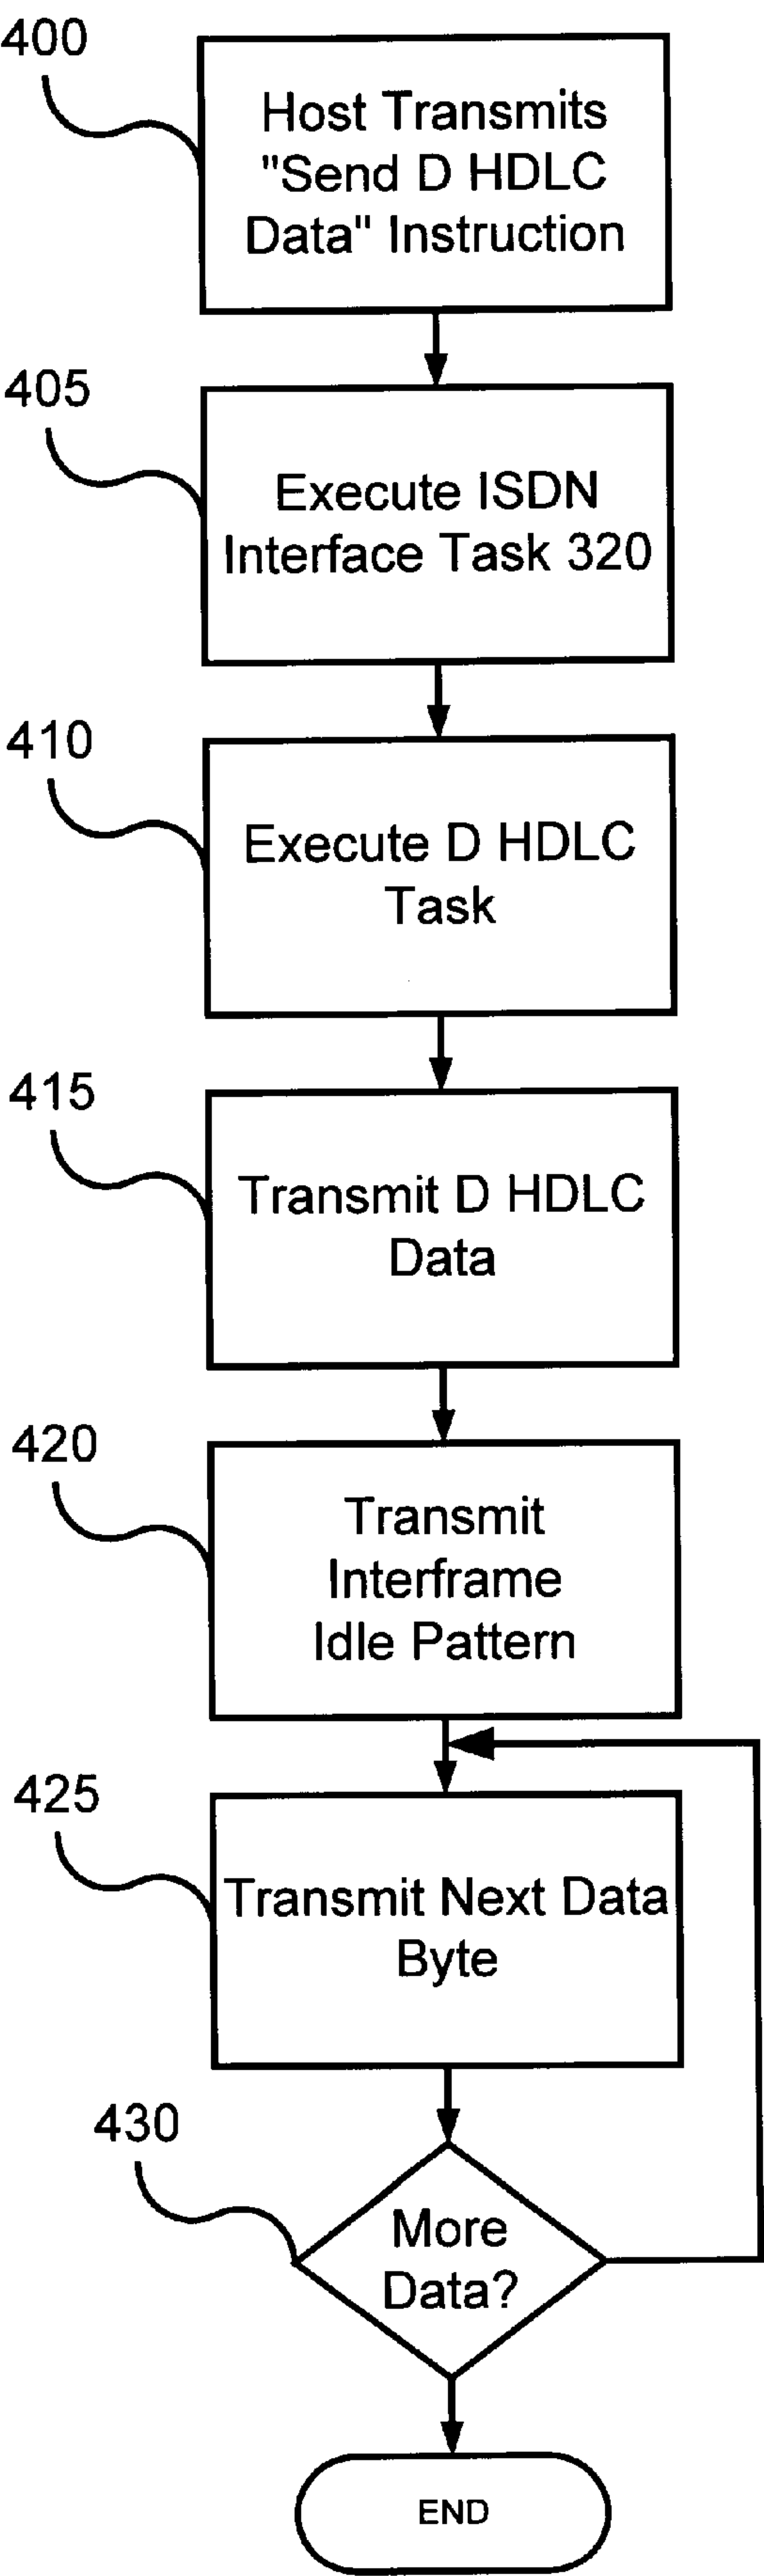 400
Host Transmits
"Send D HDLC
Data" Instruction
405
Execute ISDN
Interface Task 320
410
Execute D HDLC
Task
415
Transmit D HDLC
Data
420
Transmit
Interframe
Idle Pattern
425
Transmit Next Data
Byte
430
More
Data?
END